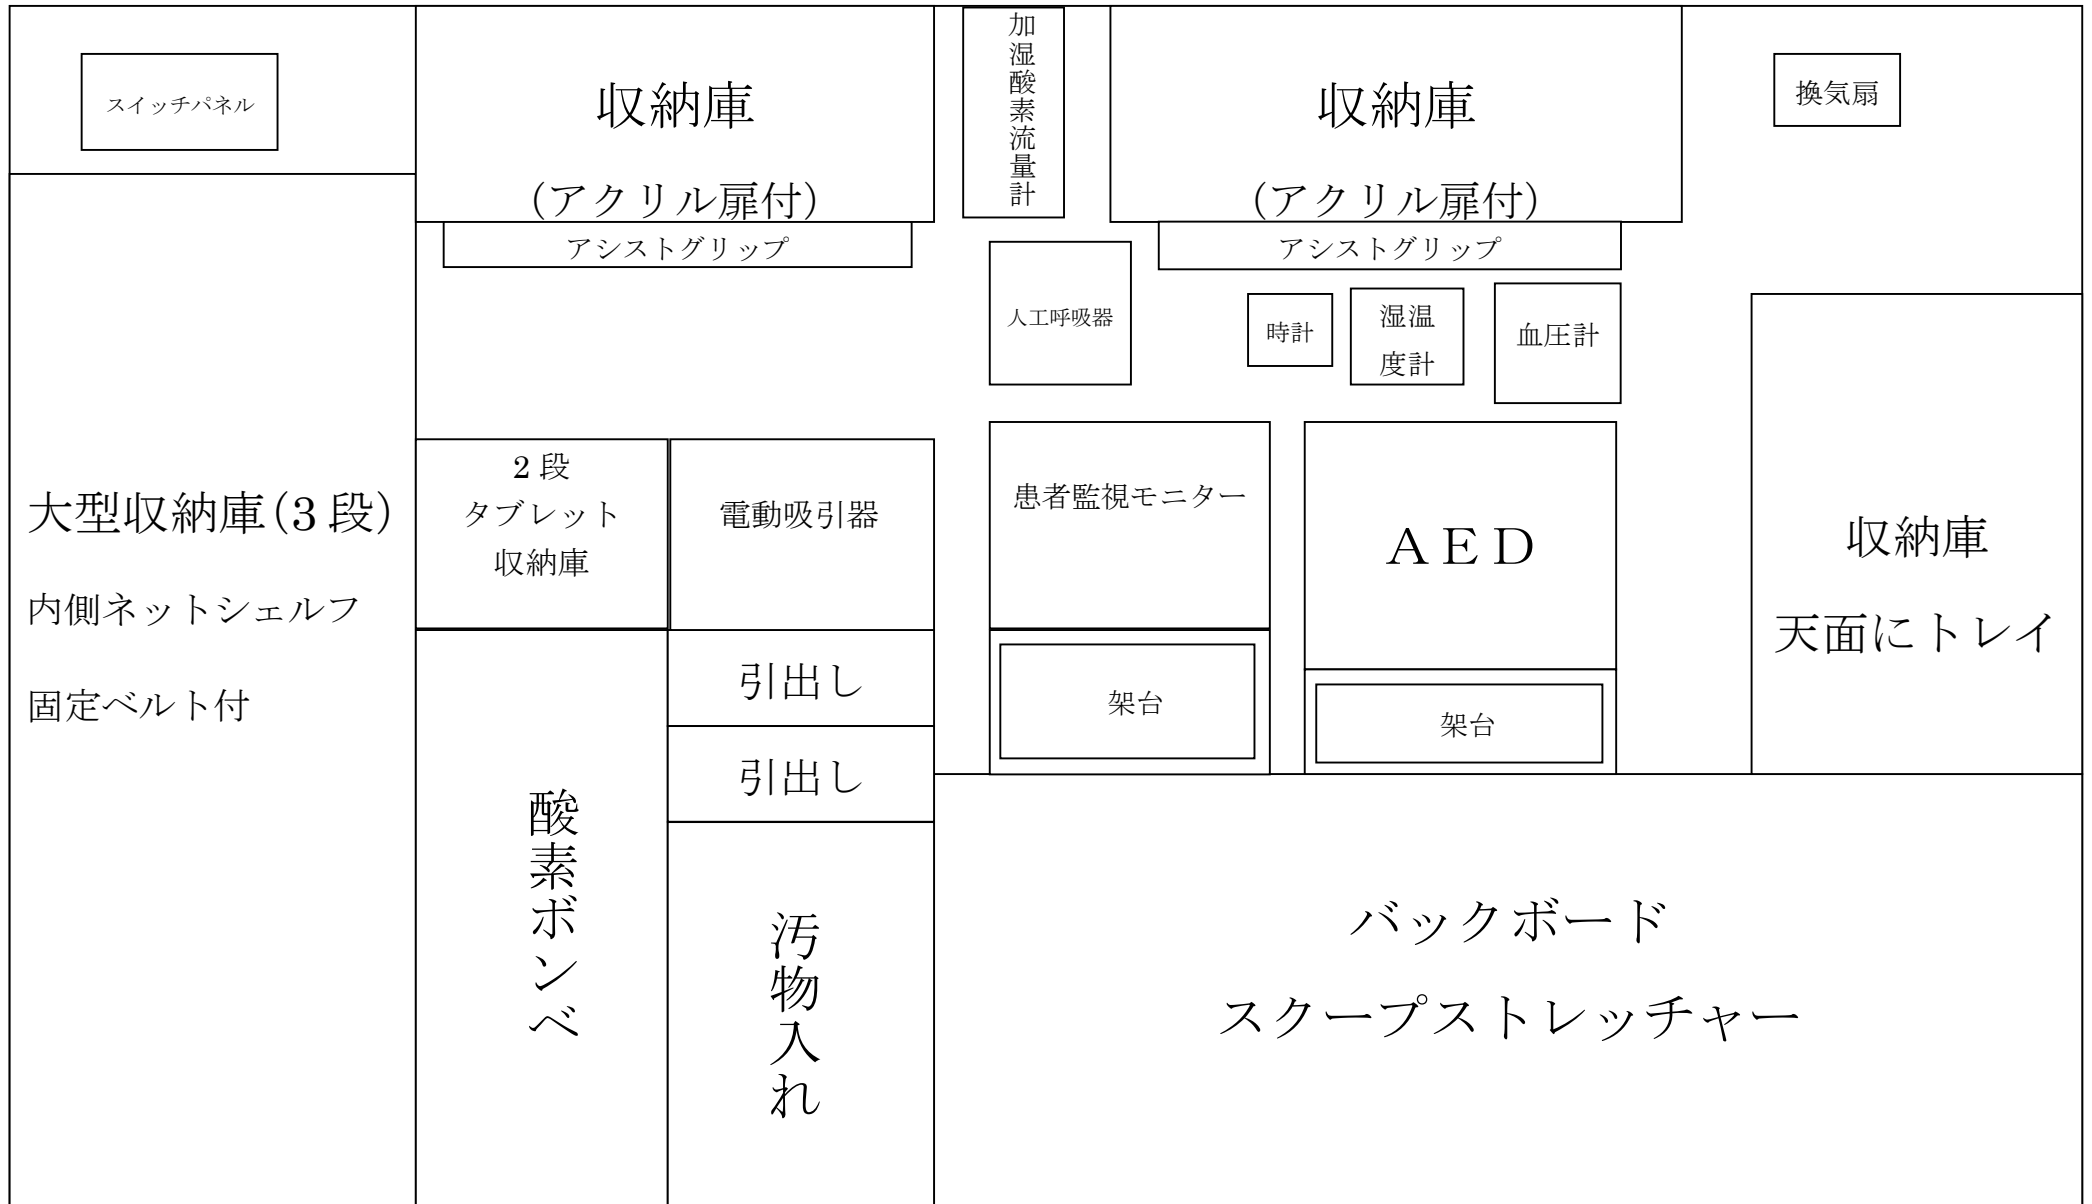 スイッチパネル
収納庫
(アクリル扉付)
アシストグリップ
加湿酸素流量計
収納庫
(アクリル扉付)
アシストグリップ
換気扇
人工呼吸器
時計
湿温
度計
血圧計
大型収納庫(3段)
内側ネットシェルフ
固定ベルト付
2段
タブレット
収納庫
電動吸引器
患者監視モニター
AED
収納庫
天面にトレイ
引出し
引出し
架台
架台
酸素ボンベ
汚物入れ
バックボード
スクープストレッチャー